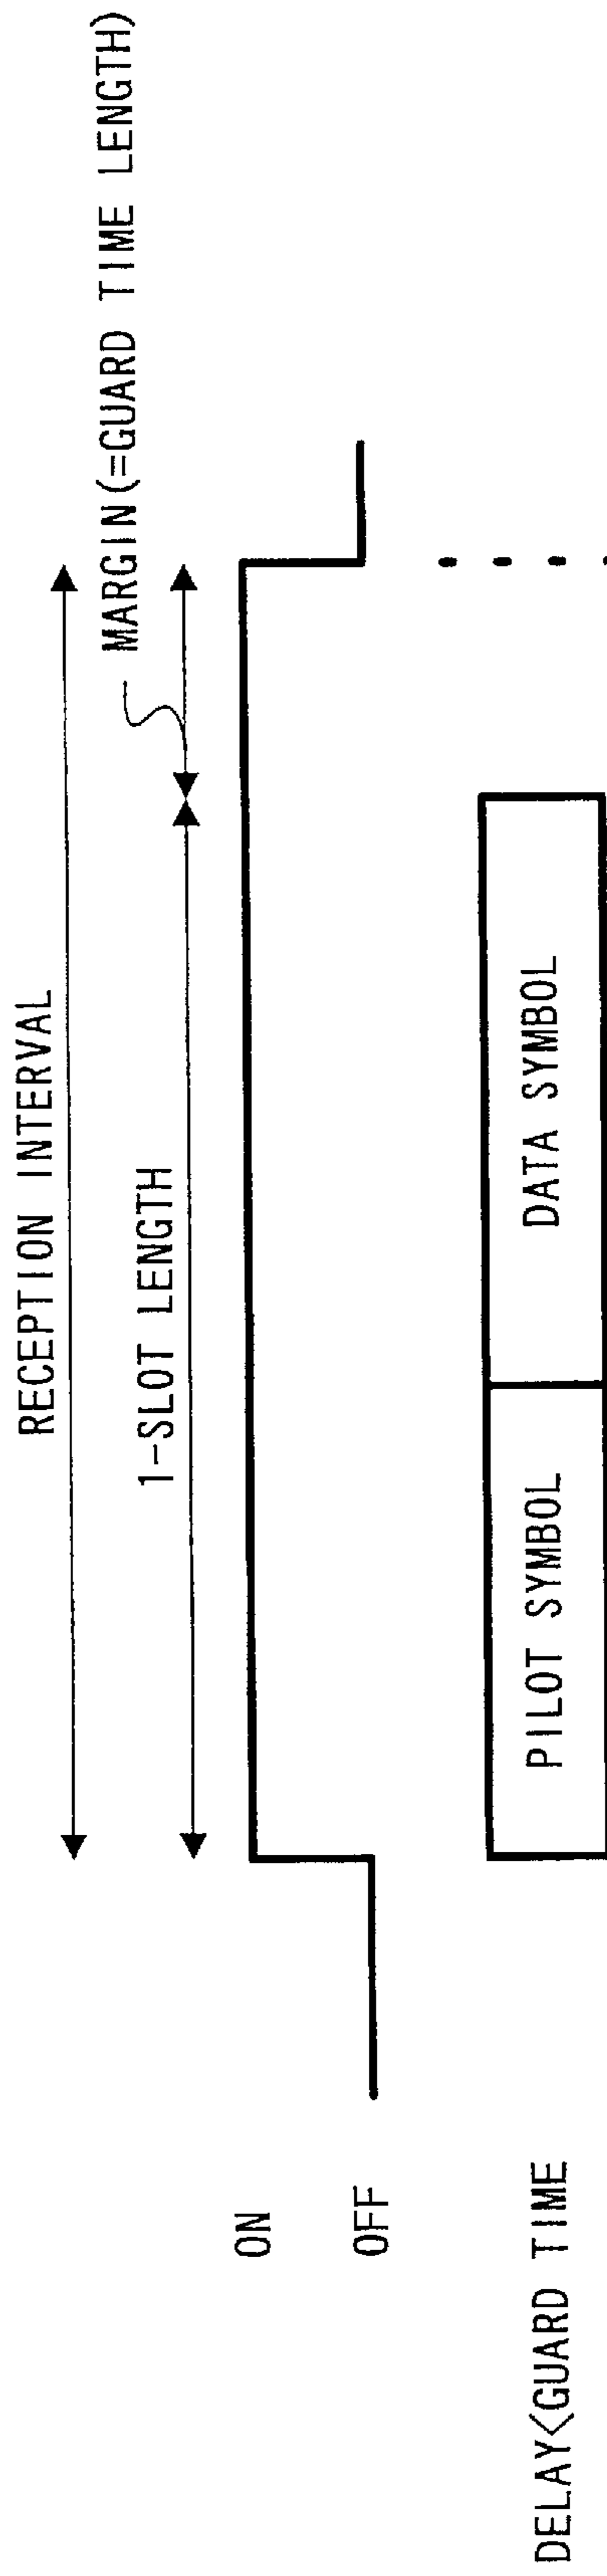 RECEPTION INTERVAL
MARGIN(=GUARD TIME LENGTH)
1-SLOT LENGTH
ON
OFF
DELAY<GUARD TIME
PILOT SYMBOL
DATA SYMBOL